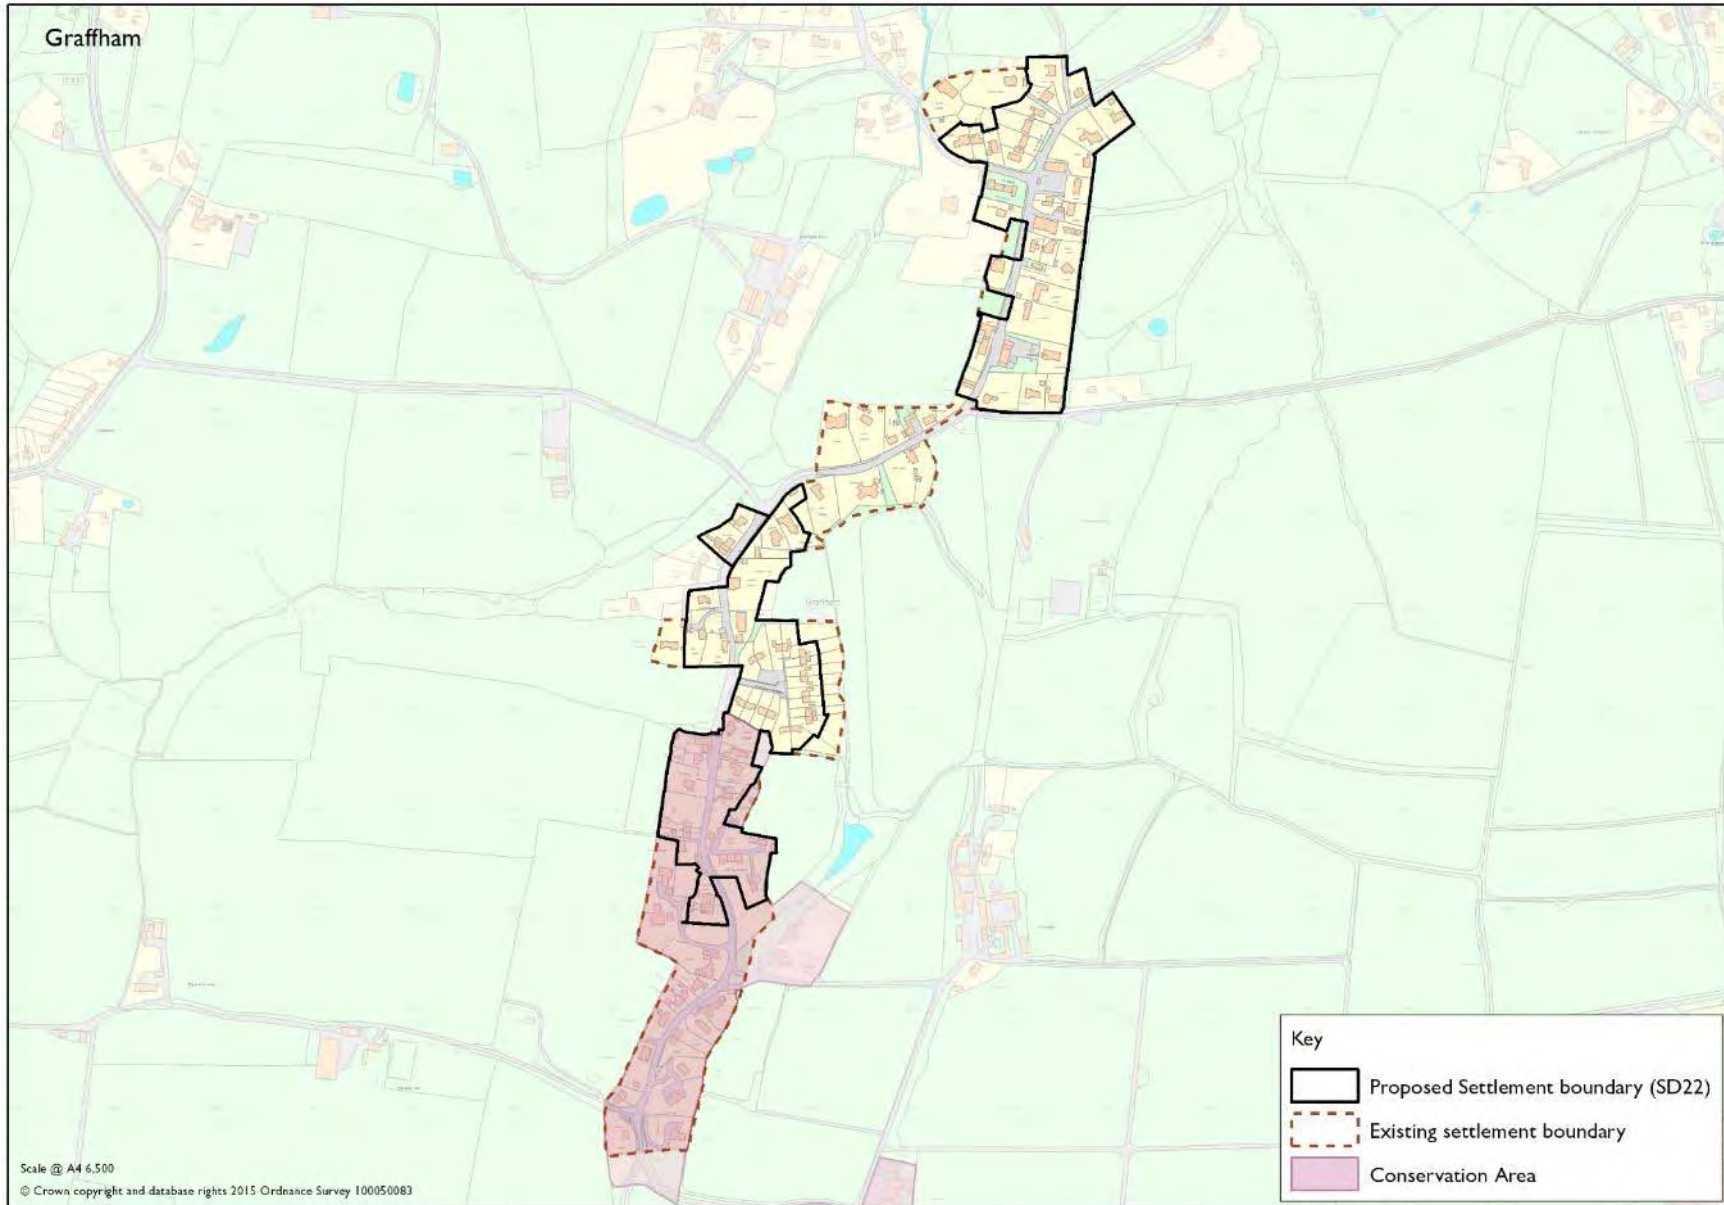 Graffham
Graffham
Key
Proposed Settlement boundary (SD22)
Existing settlement boundary
Conservation Area
Scale @ A4 6,500
© Crown copyright and database rights 2015 Ordnance Survey 100050083